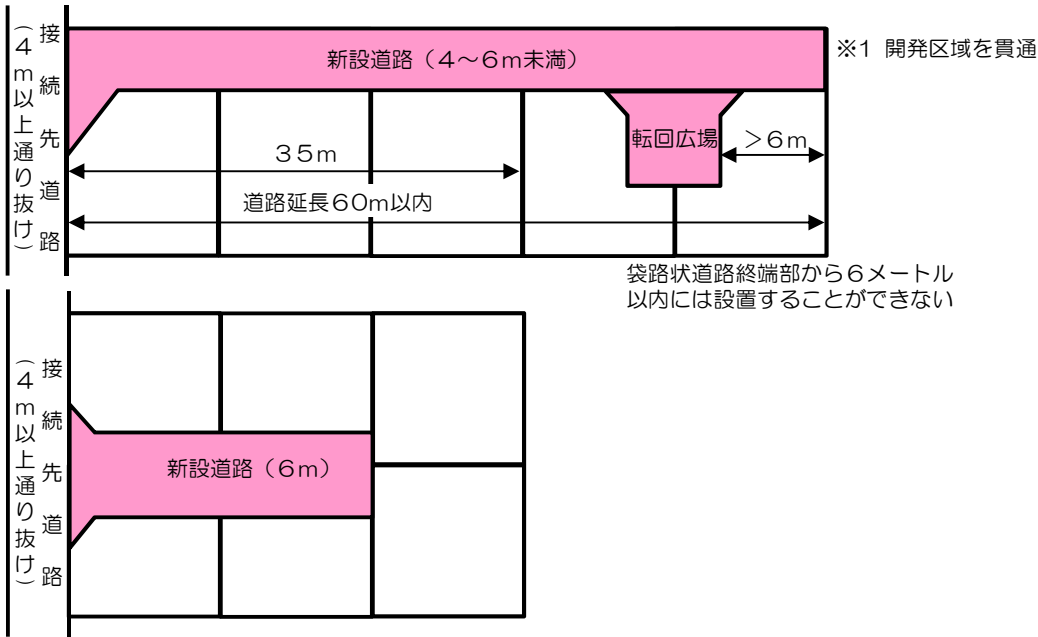 接続先道路
（４ｍ以上通り抜け）
新設道路（４～６ｍ未満）
※1 開発区域を貫通
転回広場
＞６ｍ
３５ｍ
道路延長６０ｍ以内
袋路状道路終端部から６メートル
以内には設置することができない
接続先道路
（４ｍ以上通り抜け）
新設道路（６ｍ）